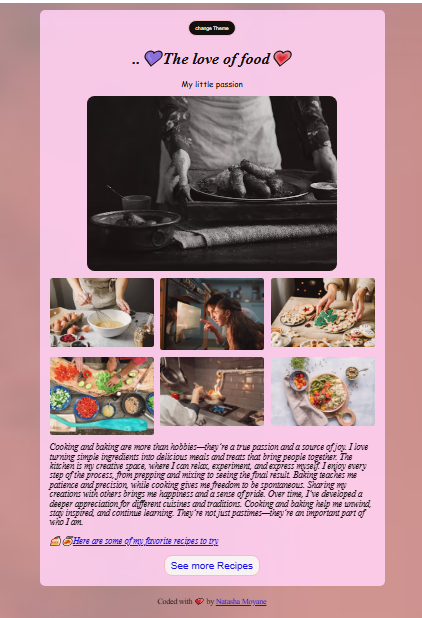 change Theme
.. 💜The love of food ❤️
My little passion
Cooking and baking are more than hobbies—they're a true passion and a source of joy. I love
turning simple ingredients into delicious meals and treats that bring people together. The
kitchen is my creative space, where I can relax, experiment, and express myself. I enjoy every
step of the process, from prepping and mixing to seeing the final result. Baking teaches me
patience and precision, while cooking gives me freedom to be spontaneous. Sharing my
creations with others brings me happiness and a sense of pride. Over time, I've developed a
deeper appreciation for different cuisines and traditions. Cooking and baking help me unwind,
stay inspired, and continue learning. They're not just pastimes—they're an important part of
who I am.
🍰🥘Here are some of my favorite recipes to try
See more Recipes
Coded with ❤️ by Natasha Moyane